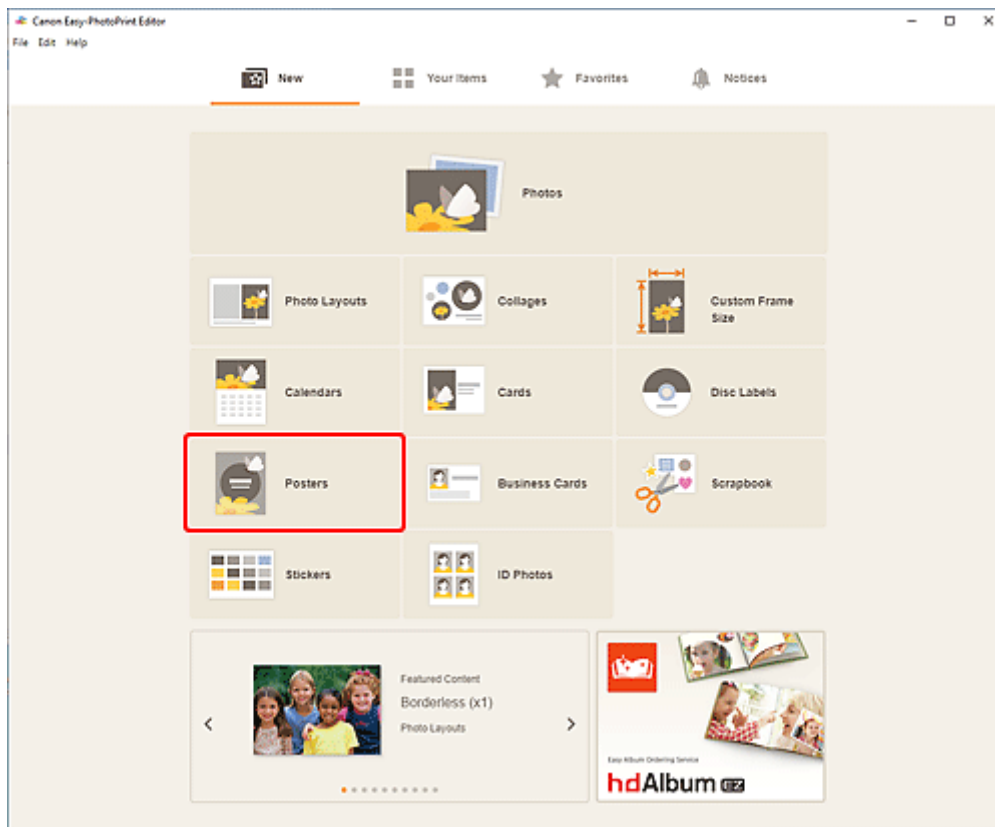 Canon Easy-PhotoPrint Editor
File Edit Help
New Your Items Favorites Notices
Photos
Photo Layouts
Collages
Custom Frame
Size
Calendars
Cards
Disc Labels
Posters
Business Cards
Scrapbook
Stickers
ID Photos
Featured Content
Borderless (x1)
Photo Layouts
Easy Album Ordering Service
hdAlbum EZ